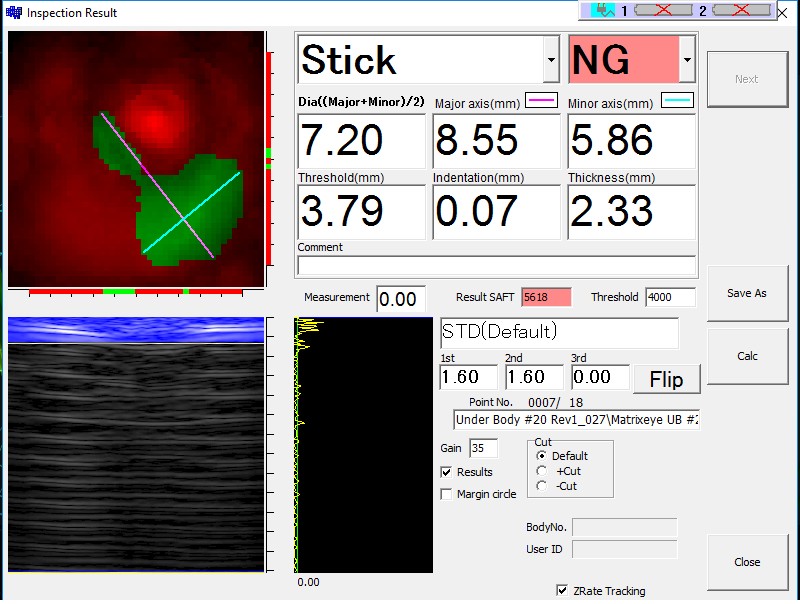 Inspection Result
1 2
Stick NG
Next
Dia((Major+Minor)/2) Major axis(mm) Minor axis(mm)
7.20 8.55 5.86
Threshold(mm) Indentation(mm) Thickness(mm)
3.79 0.07 2.33
Comment
Measurement 0.00 Result SAFT 5618 Threshold 4000
Save As
STD(Default)
Calc
1st 2nd 3rd
1.60 1.60 0.00 Flip
Point No. 0007/ 18
Under Body #20 Rev1_027\Matrixeye UB #2
Gain 35
Cut
Default
Results
+Cut
Margin circle
-Cut
BodyNo.
User ID
Close
0.00
ZRate Tracking